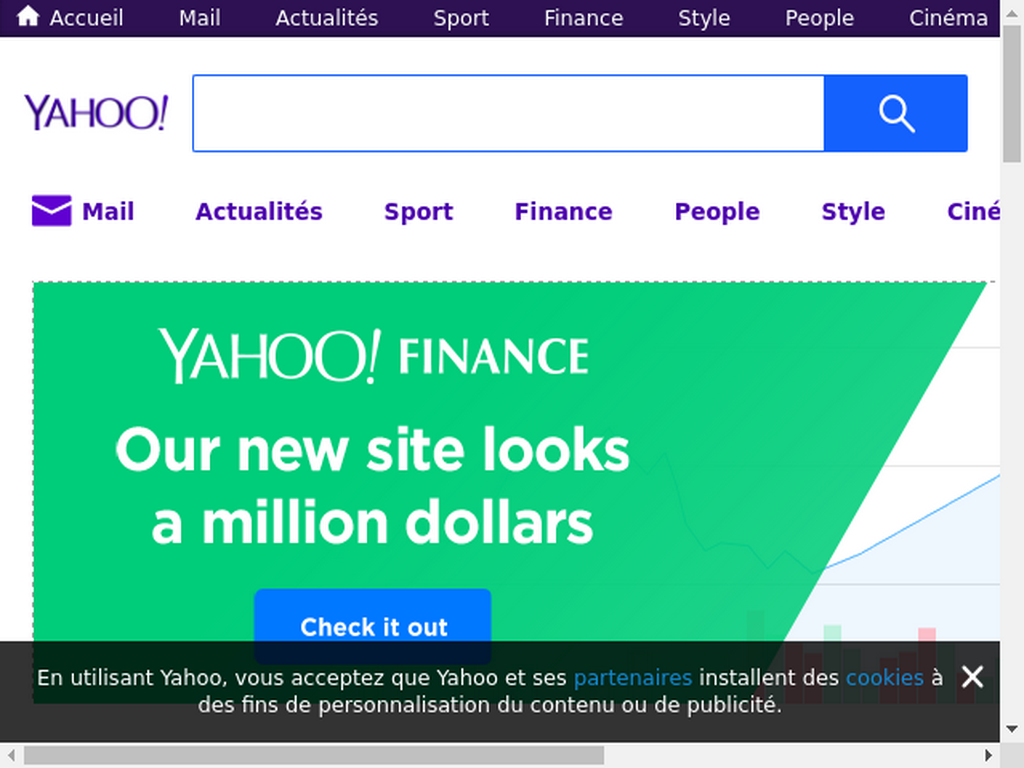 Accueil Mail Actualités Sport Finance Style People Cinéma
YAHOO!
Mail Actualités Sport Finance People Style Ciné
YAHOO! FINANCE
Our new site looks
a million dollars
Check it out
En utilisant Yahoo, vous acceptez que Yahoo et ses partenaires installent des cookies à
des fins de personnalisation du contenu ou de publicité.